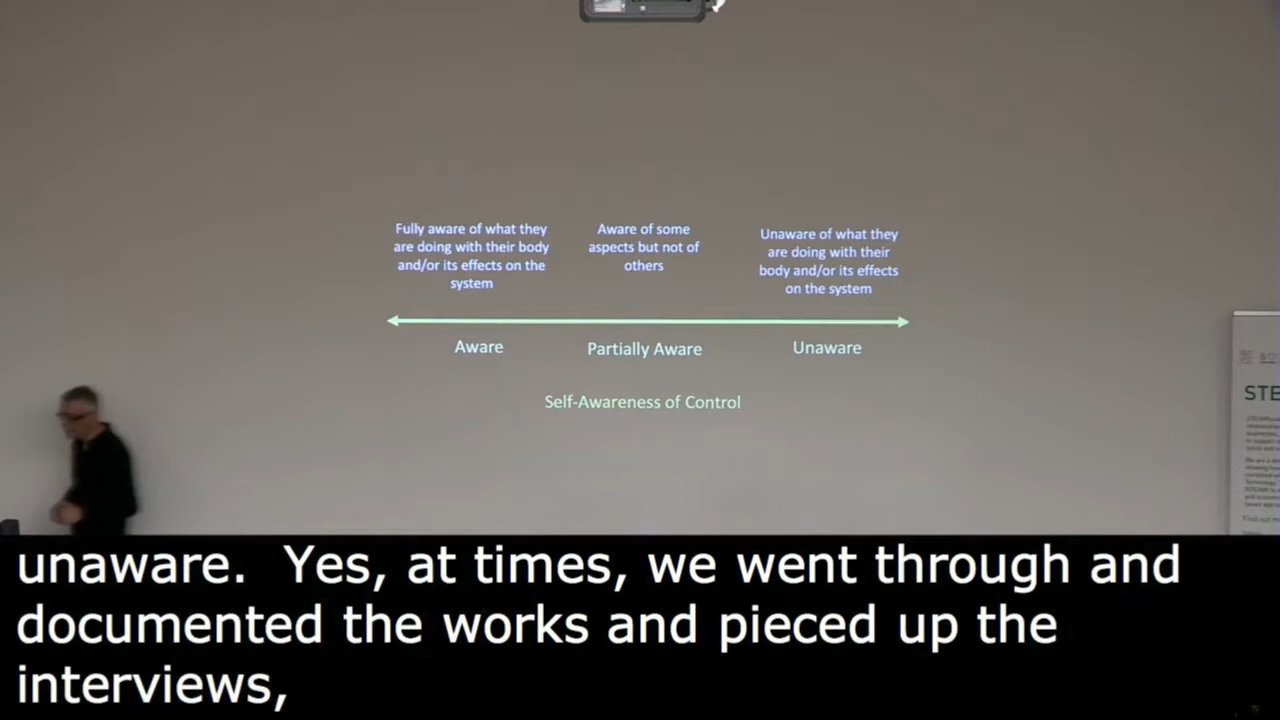 Fully aware of what they
are doing with their body
and/or its effects on the
system
Aware of some
aspects but not of
others
Unaware of what they
are doing with their
body and/or its effects
on the system
Aware
Partially Aware
Unaware
Self-Awareness of Control
STE
unaware.  Yes, at times, we went through and
documented the works and pieced up the
interviews,